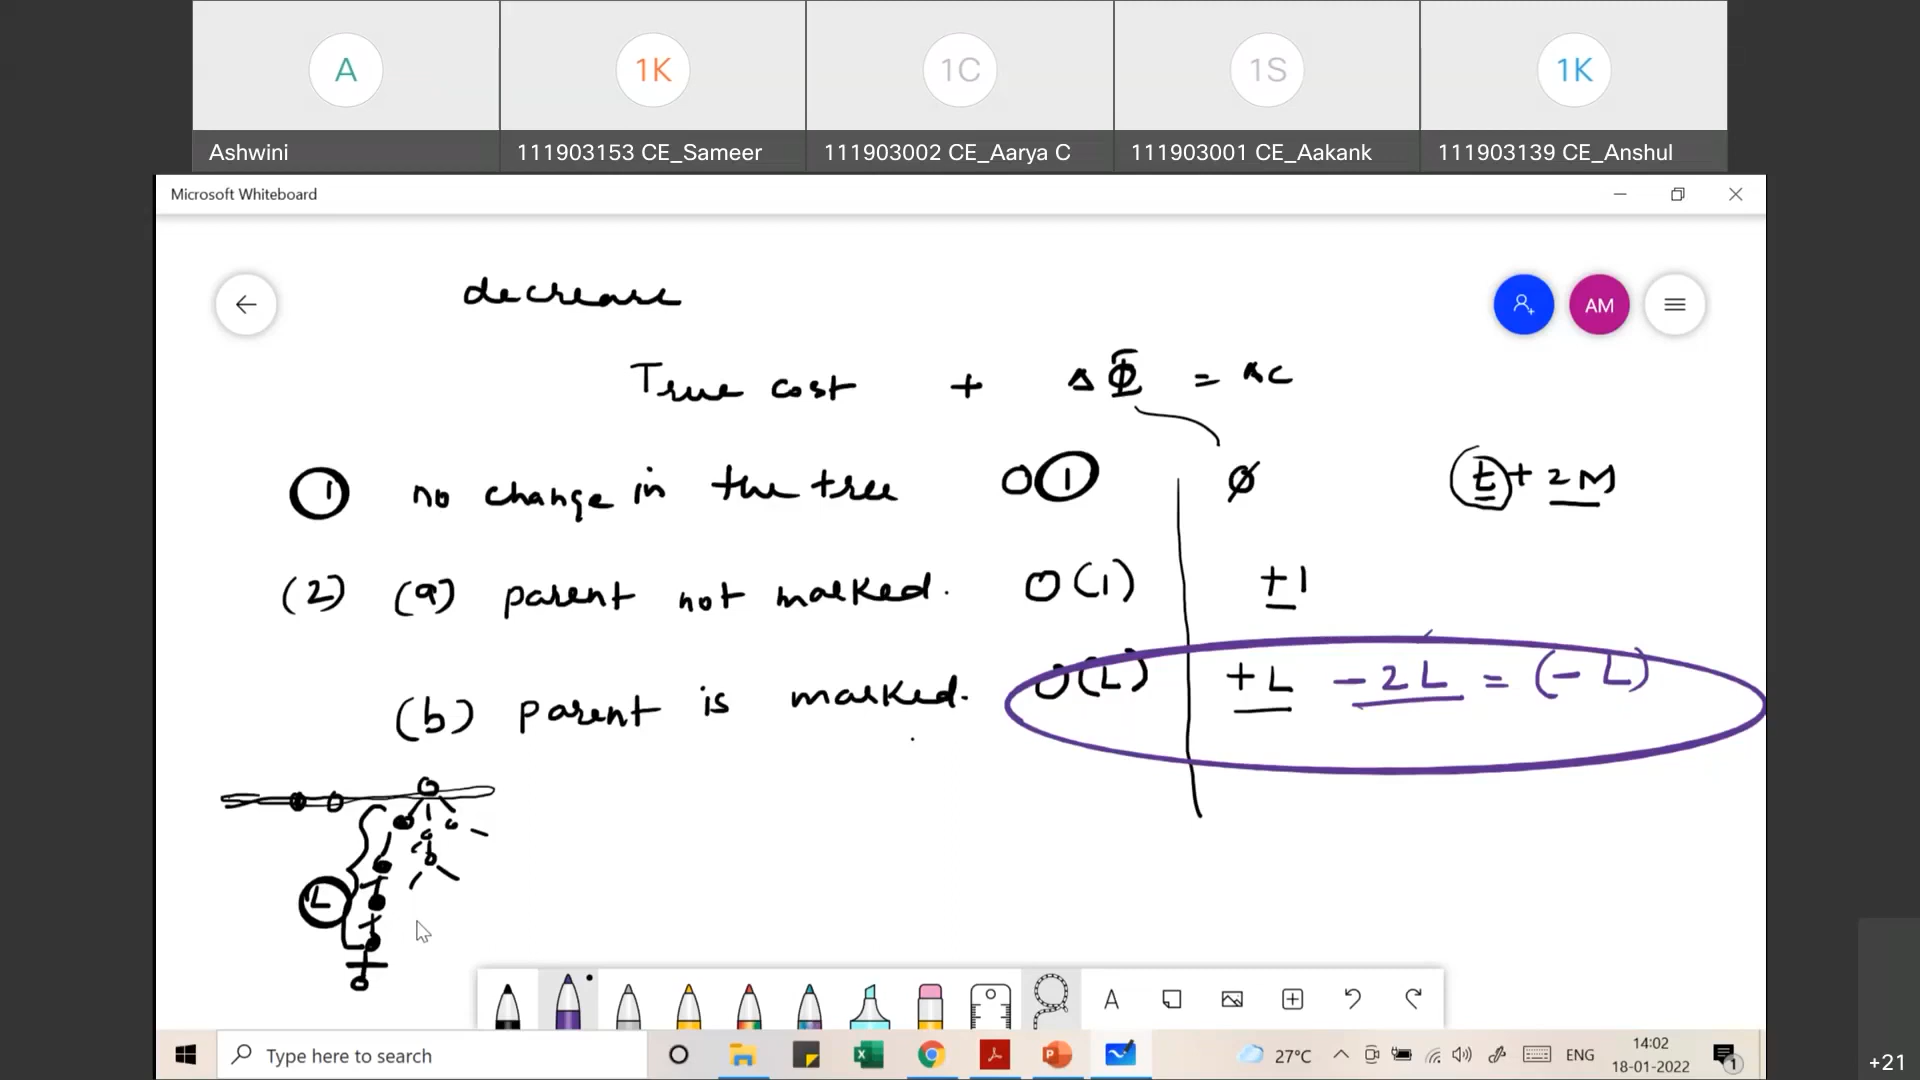 A 1K 1C 1S 1K
Ashwini 111903153 CE_Sameer 111903002 CE_Aarya C 111903001 CE_Aakank 111903139 CE_Anshul
Microsoft Whiteboard
decrease
AM
True cost + Δ Φ = AC
① no change in the tree O(1) ∅ (t) + 2M
(2) (a) parent not marked. O(1) +1
(b) parent is marked. O(L) +L - 2L = (-L)
L
A
Type here to search
27°C ENG 14:02
18-01-2022
1
+21